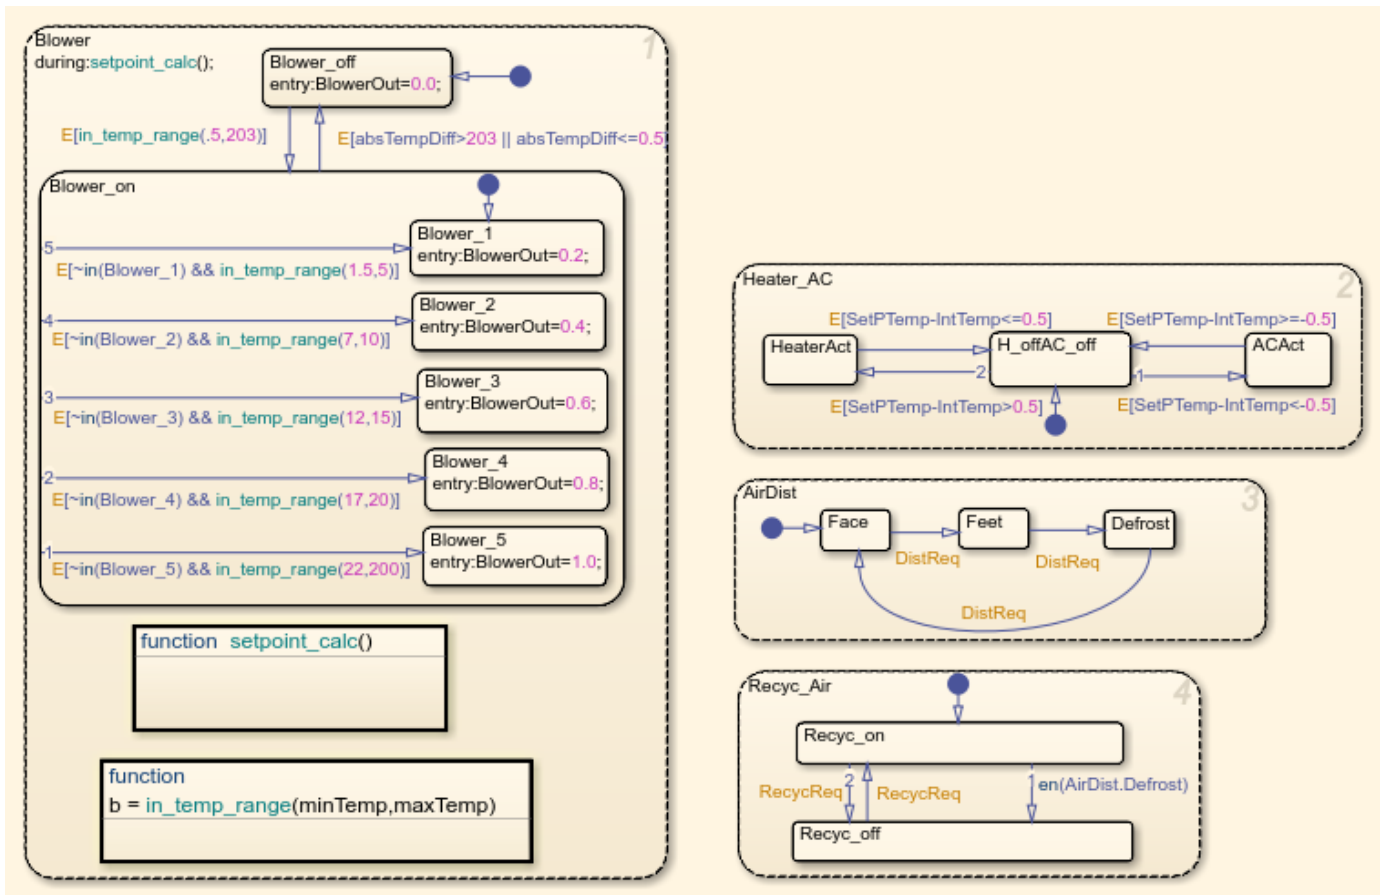 Blower
1
during:setpoint_calc();
Blower_off
entry:BlowerOut=0.0;
E[in_temp_range(.5,203)]
E[absTempDiff>203 || absTempDiff<=0.5]
Blower_on
Blower_1
entry:BlowerOut=0.2;
5
E[~in(Blower_1) && in_temp_range(1.5,5)]
Blower_2
entry:BlowerOut=0.4;
4
E[~in(Blower_2) && in_temp_range(7,10)]
Blower_3
entry:BlowerOut=0.6;
3
E[~in(Blower_3) && in_temp_range(12,15)]
Blower_4
entry:BlowerOut=0.8;
2
E[~in(Blower_4) && in_temp_range(17,20)]
Blower_5
entry:BlowerOut=1.0;
1
E[~in(Blower_5) && in_temp_range(22,200)]
function setpoint_calc()
function
b = in_temp_range(minTemp,maxTemp)
Heater_AC
2
E[SetPTemp-IntTemp<=0.5]
E[SetPTemp-IntTemp>=-0.5]
HeaterAct
H_offAC_off
ACAct
2
1
E[SetPTemp-IntTemp>0.5]
E[SetPTemp-IntTemp<-0.5]
AirDist
3
Face
Feet
Defrost
DistReq
DistReq
DistReq
Recyc_Air
4
Recyc_on
2
1
RecycReq
RecycReq
en(AirDist.Defrost)
Recyc_off